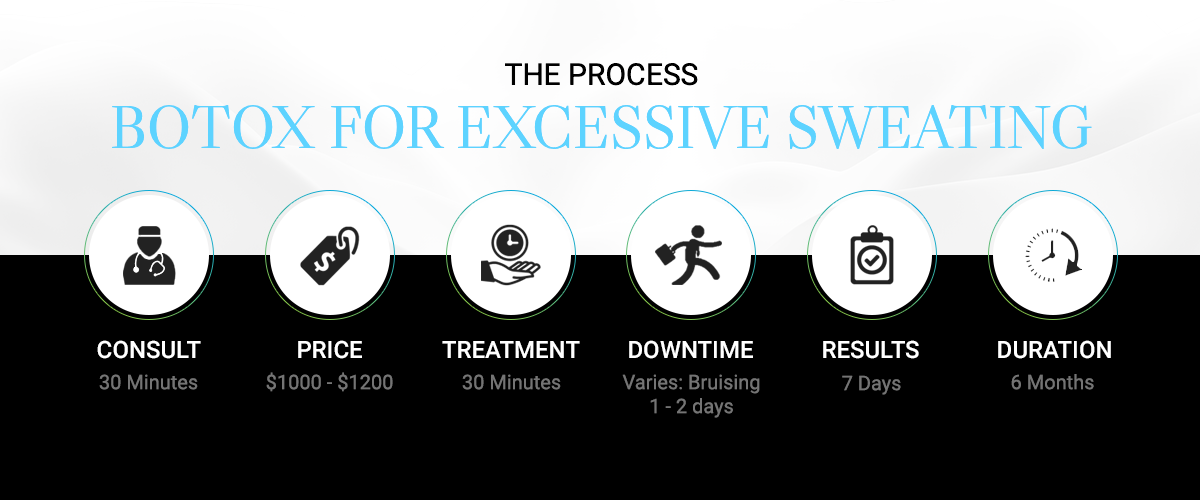 THE PROCESS
BOTOX FOR EXCESSIVE SWEATING
CONSULT
30 Minutes
PRICE
$1000 - $1200
TREATMENT
30 Minutes
DOWNTIME
Varies: Bruising
1 - 2 days
RESULTS
7 Days
DURATION
6 Months